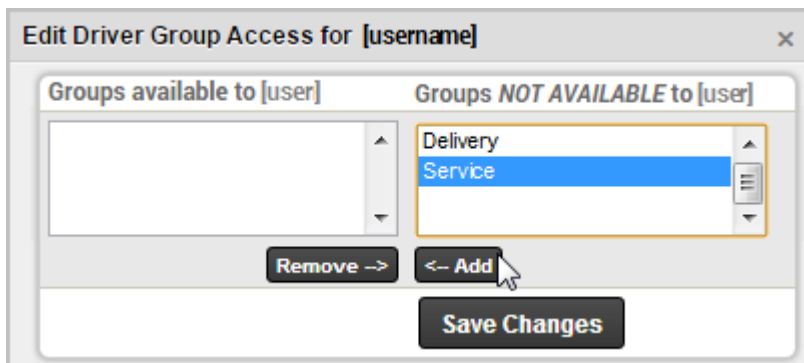 Edit Driver Group Access for [username] ×
Groups available to [user]
Groups NOT AVAILABLE to [user]
Delivery
Service
Remove -->
<-- Add
Save Changes